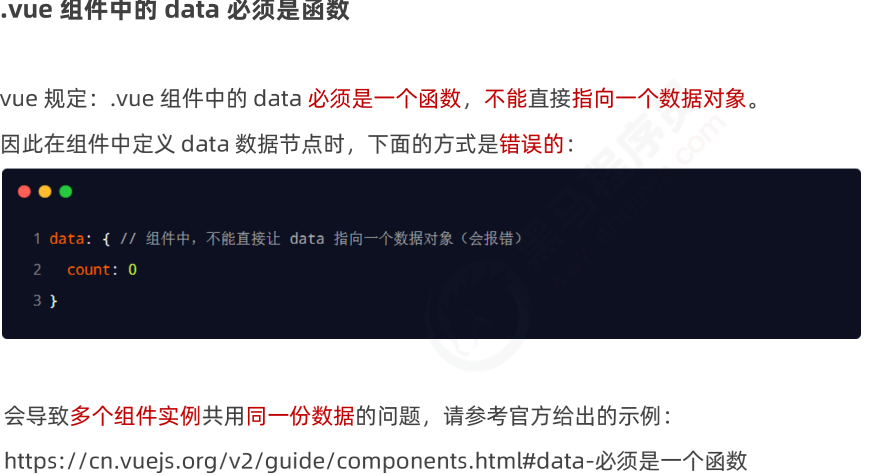 .vue 组件中的 data 必须是函数
vue 规定：.vue 组件中的 data 必须是一个函数，不能直接指向一个数据对象。
因此在组件中定义 data 数据节点时，下面的方式是错误的：
1 data: { // 组件中，不能直接让 data 指向一个数据对象（会报错）
2   count: 0
3 }
会导致多个组件实例共用同一份数据的问题，请参考官方给出的示例：
https://cn.vuejs.org/v2/guide/components.html#data-必须是一个函数
黑马程序员